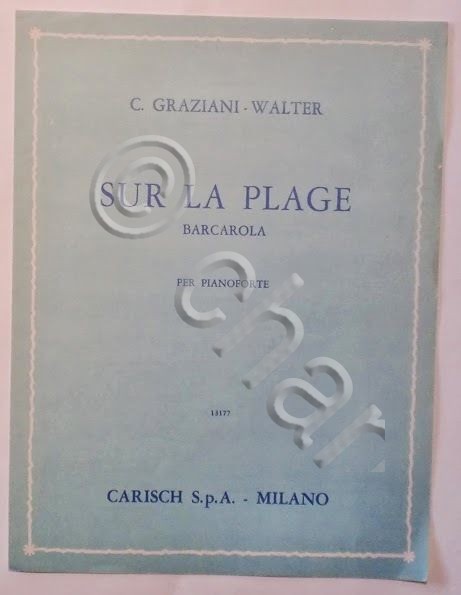 C. GRAZIANI - WALTER
SUR LA PLAGE
BARCAROLA
PER PIANOFORTE
13177
CARISCH S.p.A. - MILANO